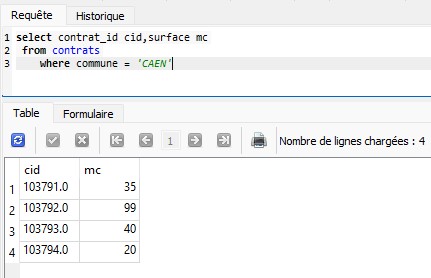 Requête Historique
1 select contrat_id cid,surface mc
2 from contrats
3 where commune = 'CAEN'
Table Formulaire
1 Nombre de lignes chargées : 4
cid mc
1 103791.0 35
2 103792.0 99
3 103793.0 40
4 103794.0 20